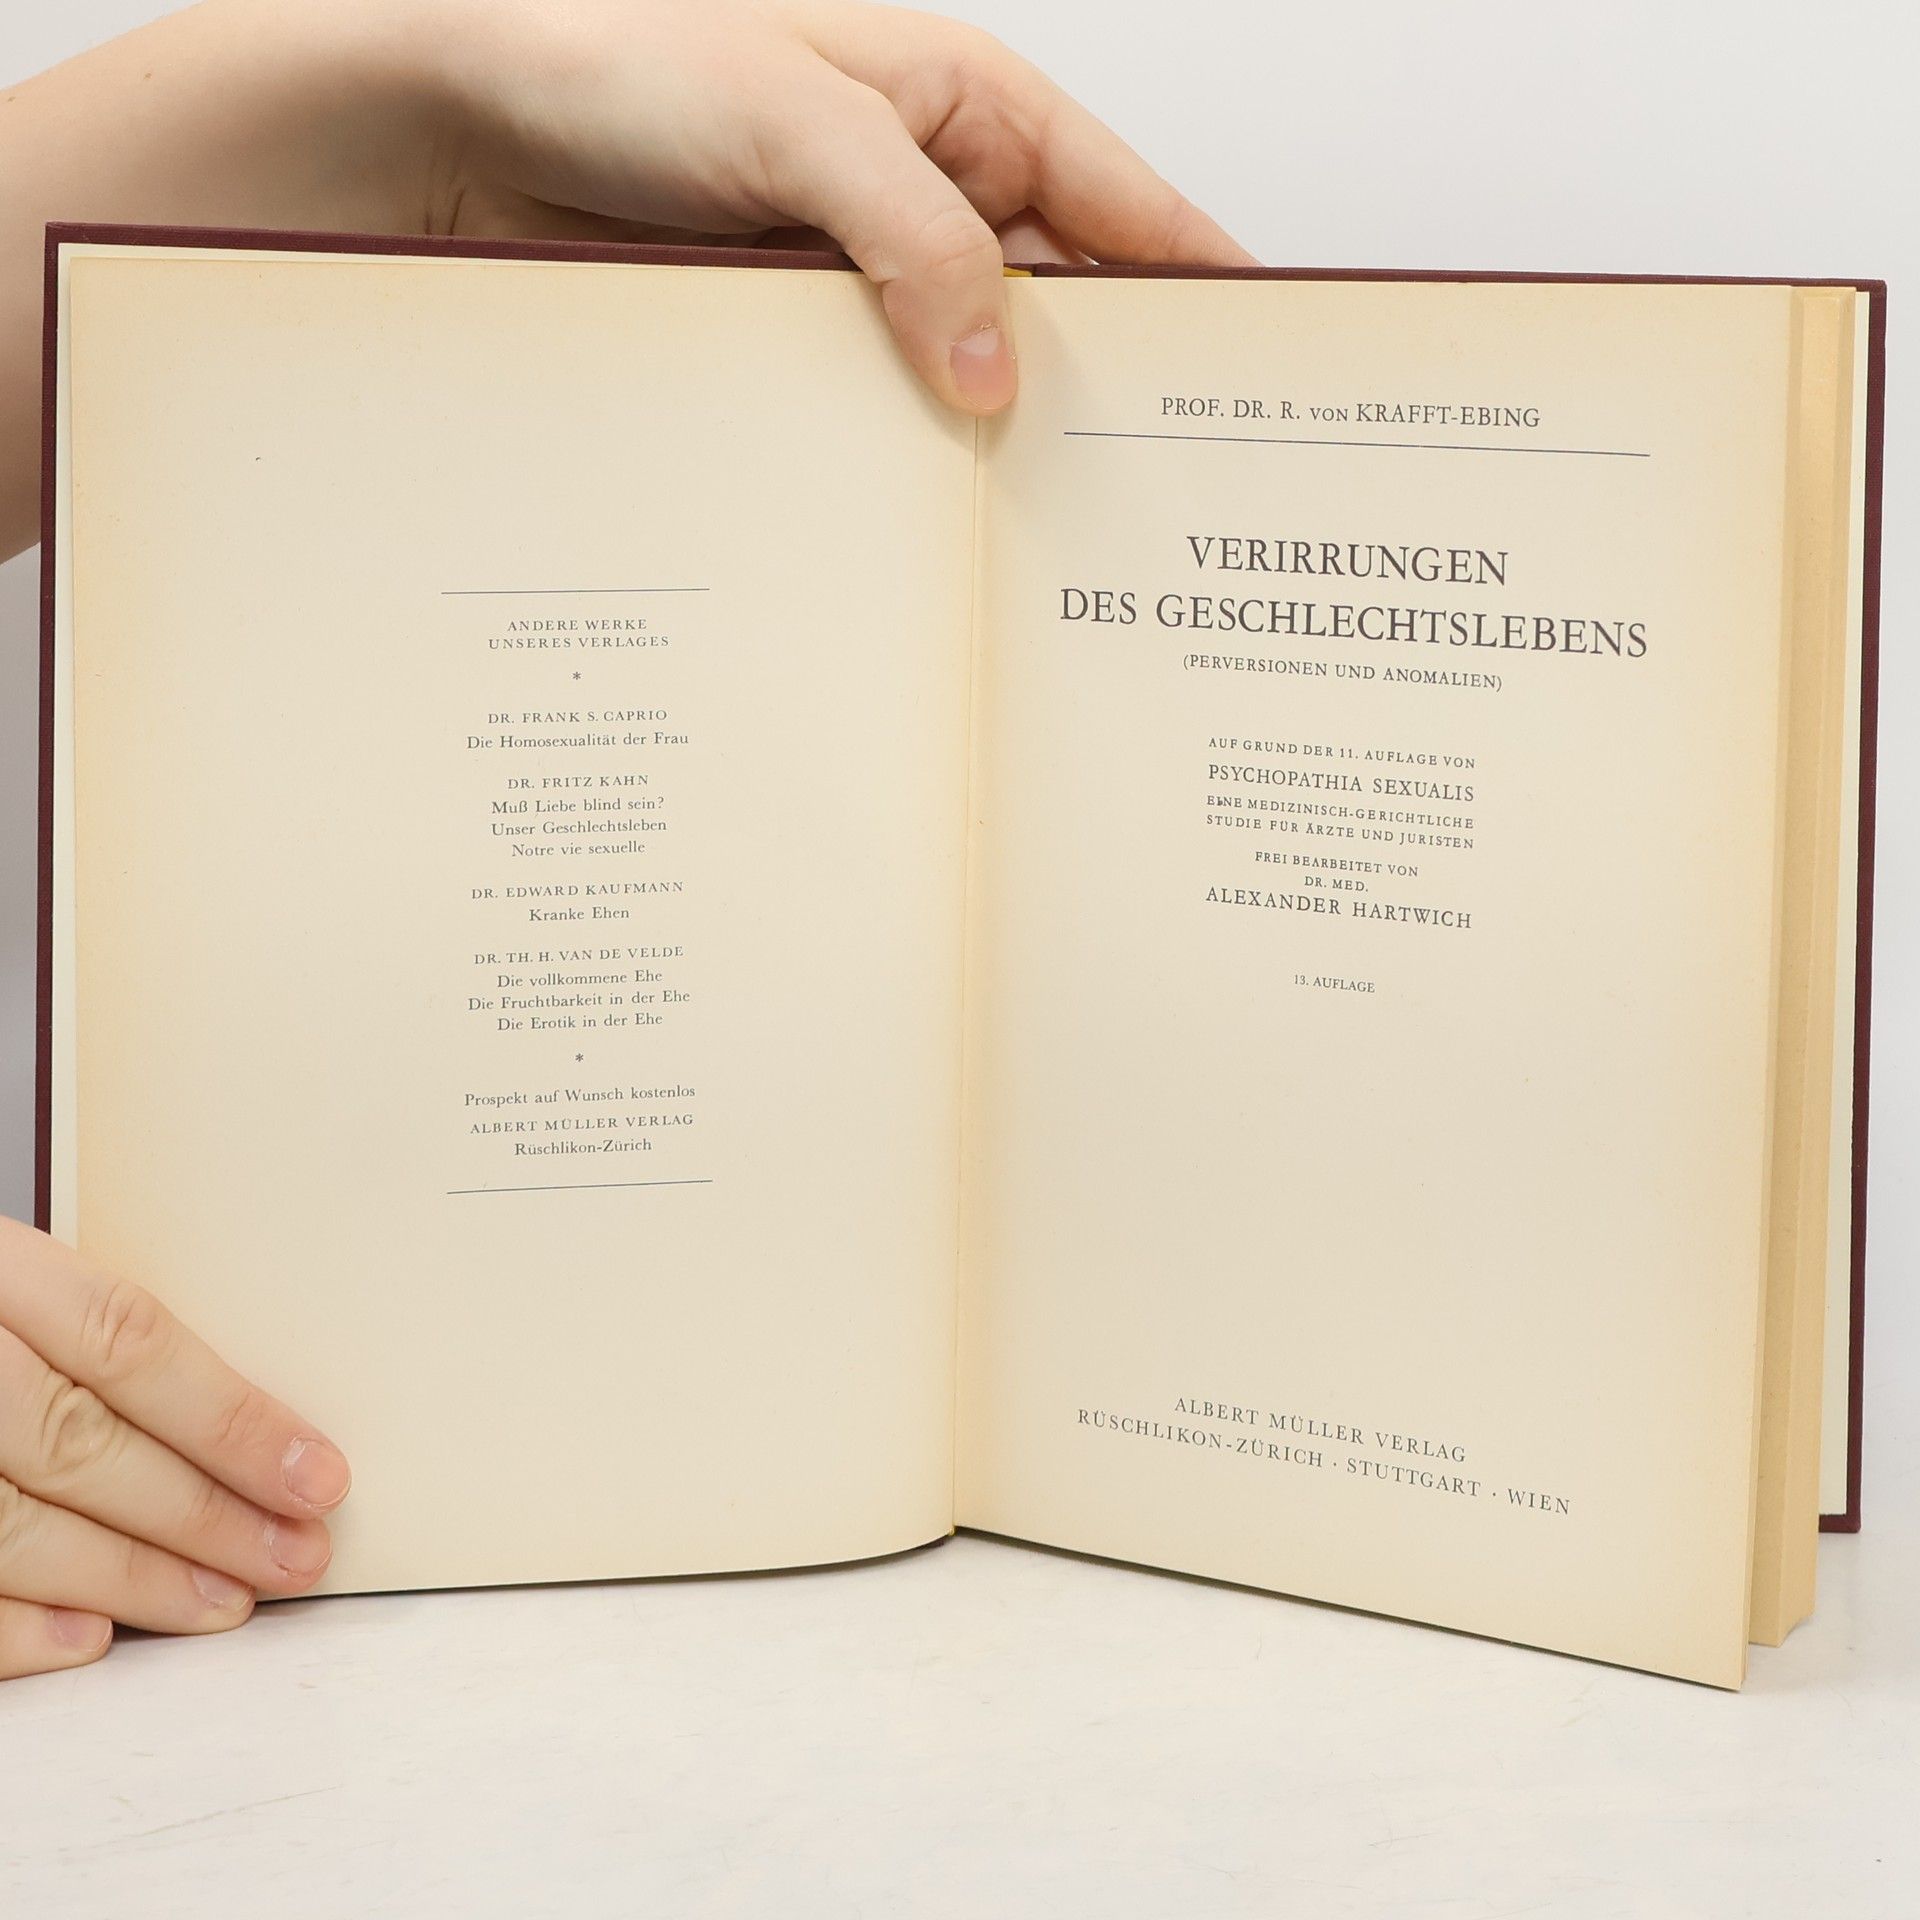 ANDERE WERKE
UNSERES VERLAGES
*
DR. FRANK S. CAPRIO
Die Homosexualität der Frau
DR. FRITZ KAHN
Muß Liebe blind sein?
Unser Geschlechtsleben
Notre vie sexuelle
DR. EDWARD KAUFMANN
Kranke Ehen
DR. TH. H. VAN DE VELDE
Die vollkommene Ehe
Die Fruchtbarkeit in der Ehe
Die Erotik in der Ehe
*
Prospekt auf Wunsch kostenlos
ALBERT MÜLLER VERLAG
Rüschlikon-Zürich
PROF. DR. R. VON KRAFFT-EBING
VERIRRUNGEN
DES GESCHLECHTSLEBENS
(PERVERSIONEN UND ANOMALIEN)
AUF GRUND DER 11. AUFLAGE VON
PSYCHOPATHIA SEXUALIS
EINE MEDIZINISCH-GERICHTLICHE
STUDIE FÜR ÄRZTE UND JURISTEN
FREI BEARBEITET VON
DR. MED.
ALEXANDER HARTWICH
13. AUFLAGE
ALBERT MÜLLER VERLAG
RÜSCHLIKON-ZÜRICH · STUTTGART · WIEN